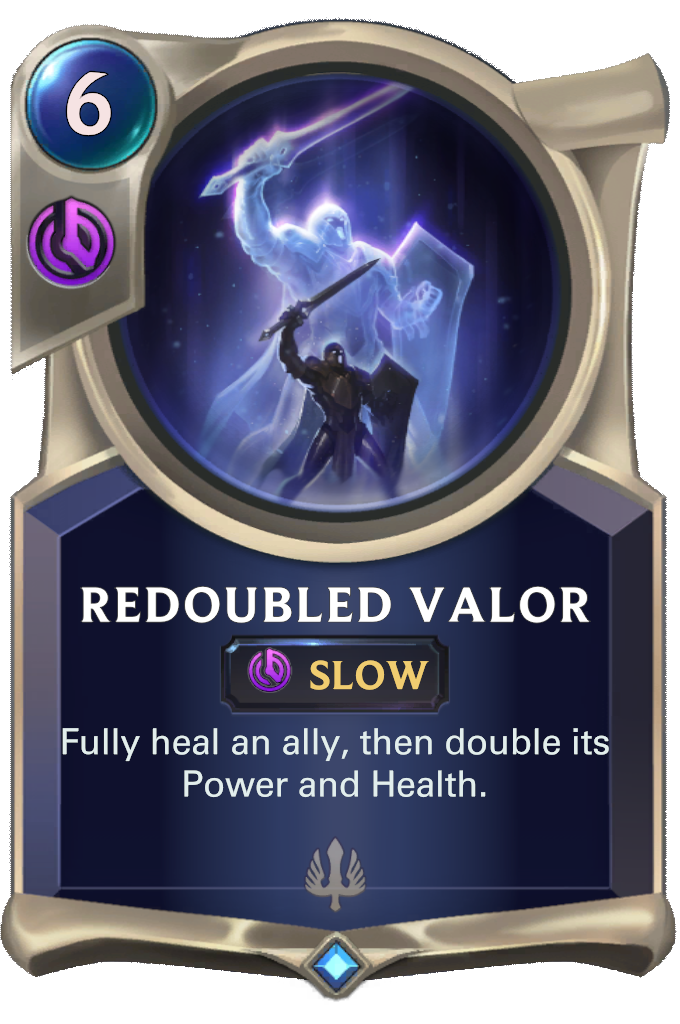 6
REDOUBLED VALOR
SLOW
Fully heal an ally, then double its
Power and Health.